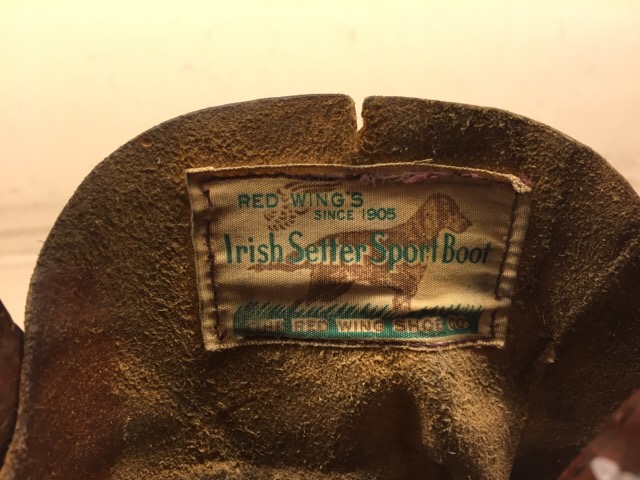 RED WING'S
SINCE 1905
Irish Setter Sport Boot
THE RED WING SHOE CO.